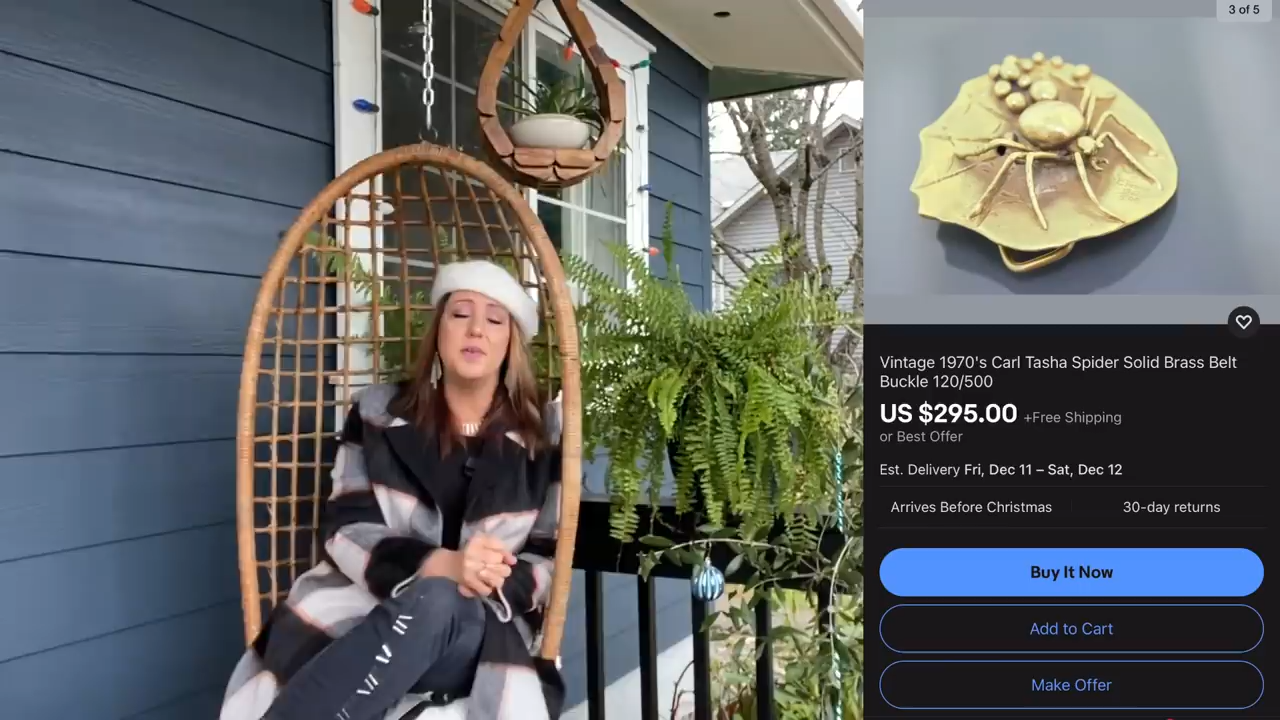 3 of 5
Vintage 1970's Carl Tasha Spider Solid Brass Belt
Buckle 120/500
US $295.00 +Free Shipping
or Best Offer
Est. Delivery Fri, Dec 11 – Sat, Dec 12
Arrives Before Christmas 30-day returns
Buy It Now
Add to Cart
Make Offer